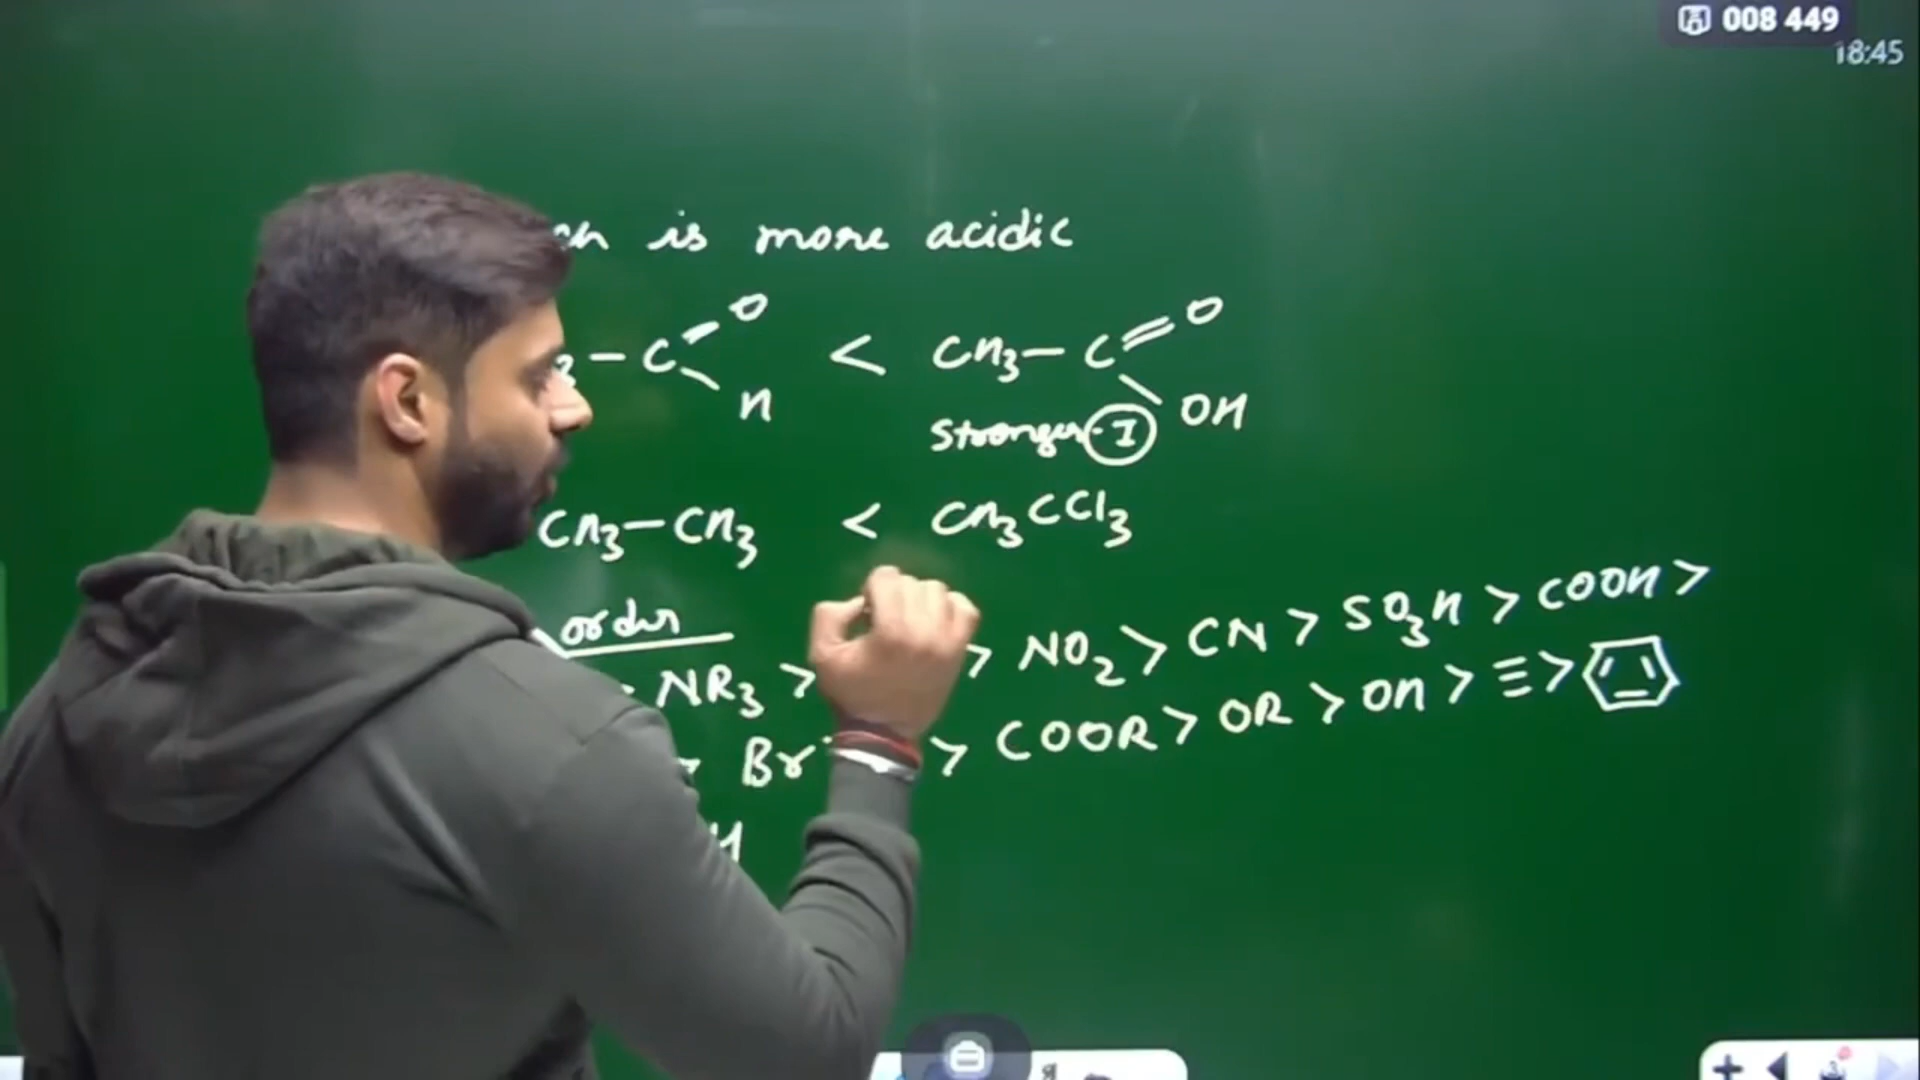 008 449
18:45
is more acidic
O O
– C < CH3 – C
H OH
Stronger -I
CH3 – CH3 < CH3CCl3
order
NR3 > > NO2 > CN > SO3H > COOH >
Br > COOR > OR > OH > ≡ >
H